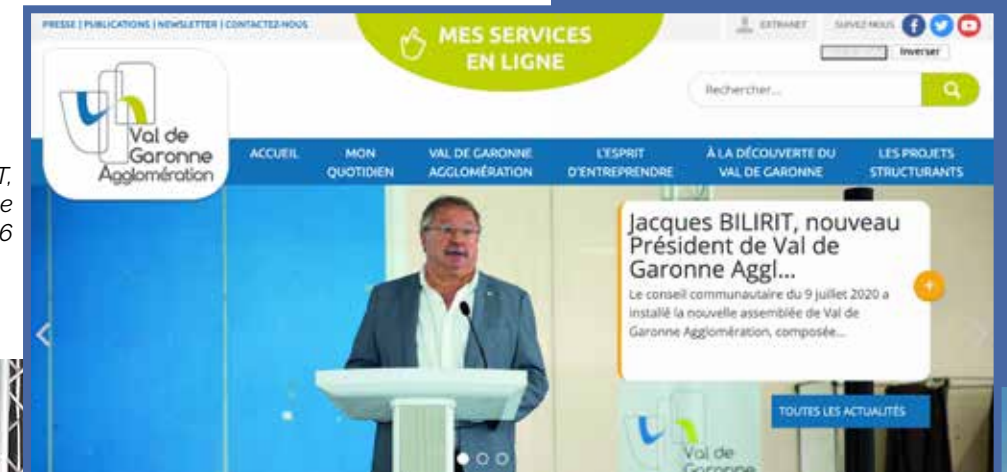 PRESSE | PUBLICATIONS | NEWSLETTER | CONTACTEZ-NOUS
MES SERVICES
EN LIGNE
EXTRANET
SUIVEZ-NOUS
Inverser
Rechercher...
Val de
Garonne
Agglomération
ACCUEIL
MON
QUOTIDIEN
VAL DE GARONNE
AGGLOMÉRATION
L'ESPRIT
D'ENTREPRENDRE
À LA DÉCOUVERTE DU
VAL DE GARONNE
LES PROJETS
STRUCTURANTS
T,
e
6
Jacques BILIRIT, nouveau
Président de Val de
Garonne Aggl...
Le conseil communautaire du 9 juillet 2020 a
installé la nouvelle assemblée de Val de
Garonne Agglomération, composée...
TOUTES LES ACTUALITÉS
Val de
Garonne